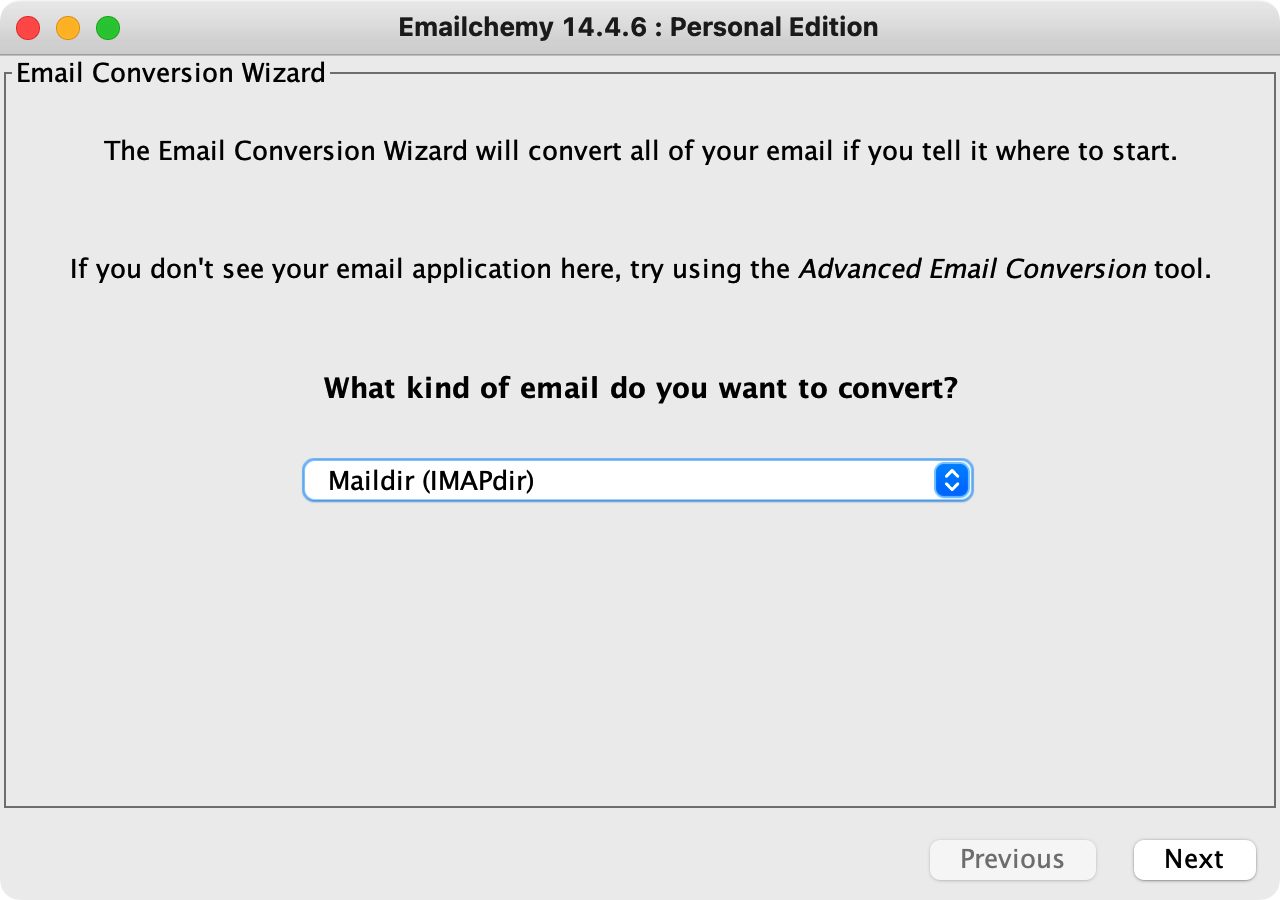 Emailchemy 14.4.6 : Personal Edition
Email Conversion Wizard
The Email Conversion Wizard will convert all of your email if you tell it where to start.
If you don't see your email application here, try using the Advanced Email Conversion tool.
What kind of email do you want to convert?
Maildir (IMAPdir)
Previous
Next